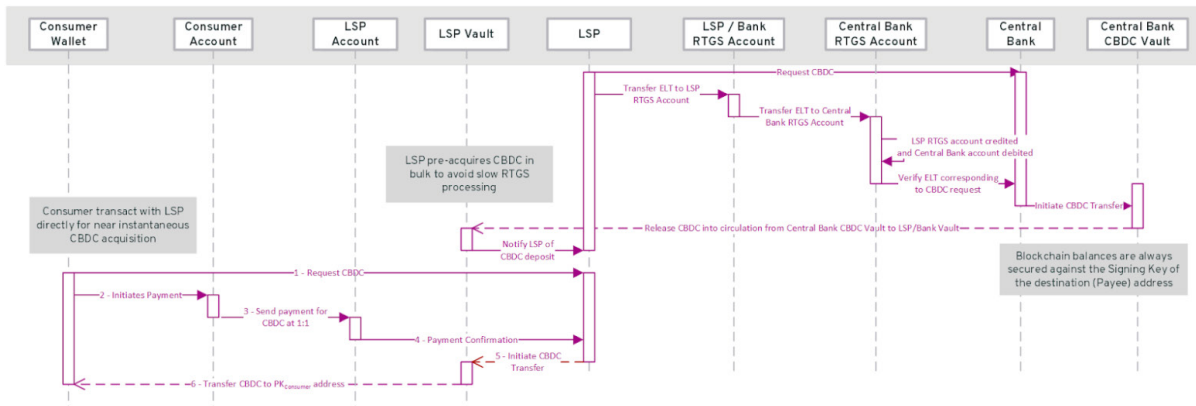 Consumer
Wallet
Consumer
Account
LSP
Account
LSP Vault
LSP
LSP / Bank
RTGS Account
Central Bank
RTGS Account
Central
Bank
Central Bank
CBDC Vault
Request CBDC
Transfer ELT to LSP
RTGS Account
Transfer ELT to Central
Bank RTGS Account
LSP RTGS account credited
and Central Bank account debited
LSP pre-acquires CBDC in
bulk to avoid slow RTGS
processing
Verify ELT corresponding
to CBDC request
Initiate CBDC Transfer
Consumer transact with LSP
directly for near instantaneous
CBDC acquisition
Release CBDC into circulation from Central Bank CBDC Vault to LSP/Bank Vault
Notify LSP of
CBDC deposit
Blockchain balances are always
secured against the Signing Key of
the destination (Payee) address
1 - Request CBDC
2 - Initiates Payment
3 - Send payment for
CBDC at 1:1
4 - Payment Confirmation
5 - Initiate CBDC
Transfer
6 - Transfer CBDC to PKConsumer address